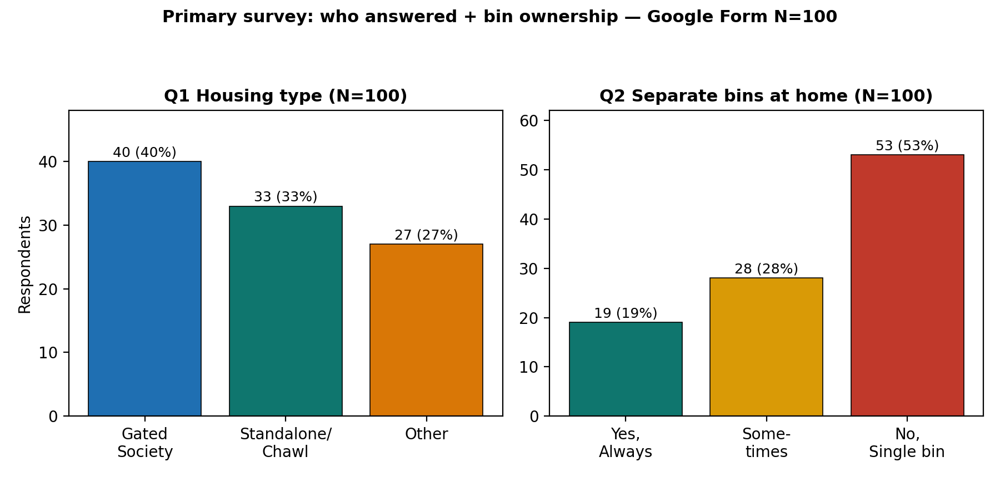 Primary survey: who answered + bin ownership — Google Form N=100
Q1 Housing type (N=100)
Respondents
40
30
20
10
0
40 (40%)
33 (33%)
27 (27%)
Gated
Society
Standalone/
Chawl
Other
Q2 Separate bins at home (N=100)
60
50
40
30
20
10
0
19 (19%)
28 (28%)
53 (53%)
Yes,
Always
Some-
times
No,
Single bin